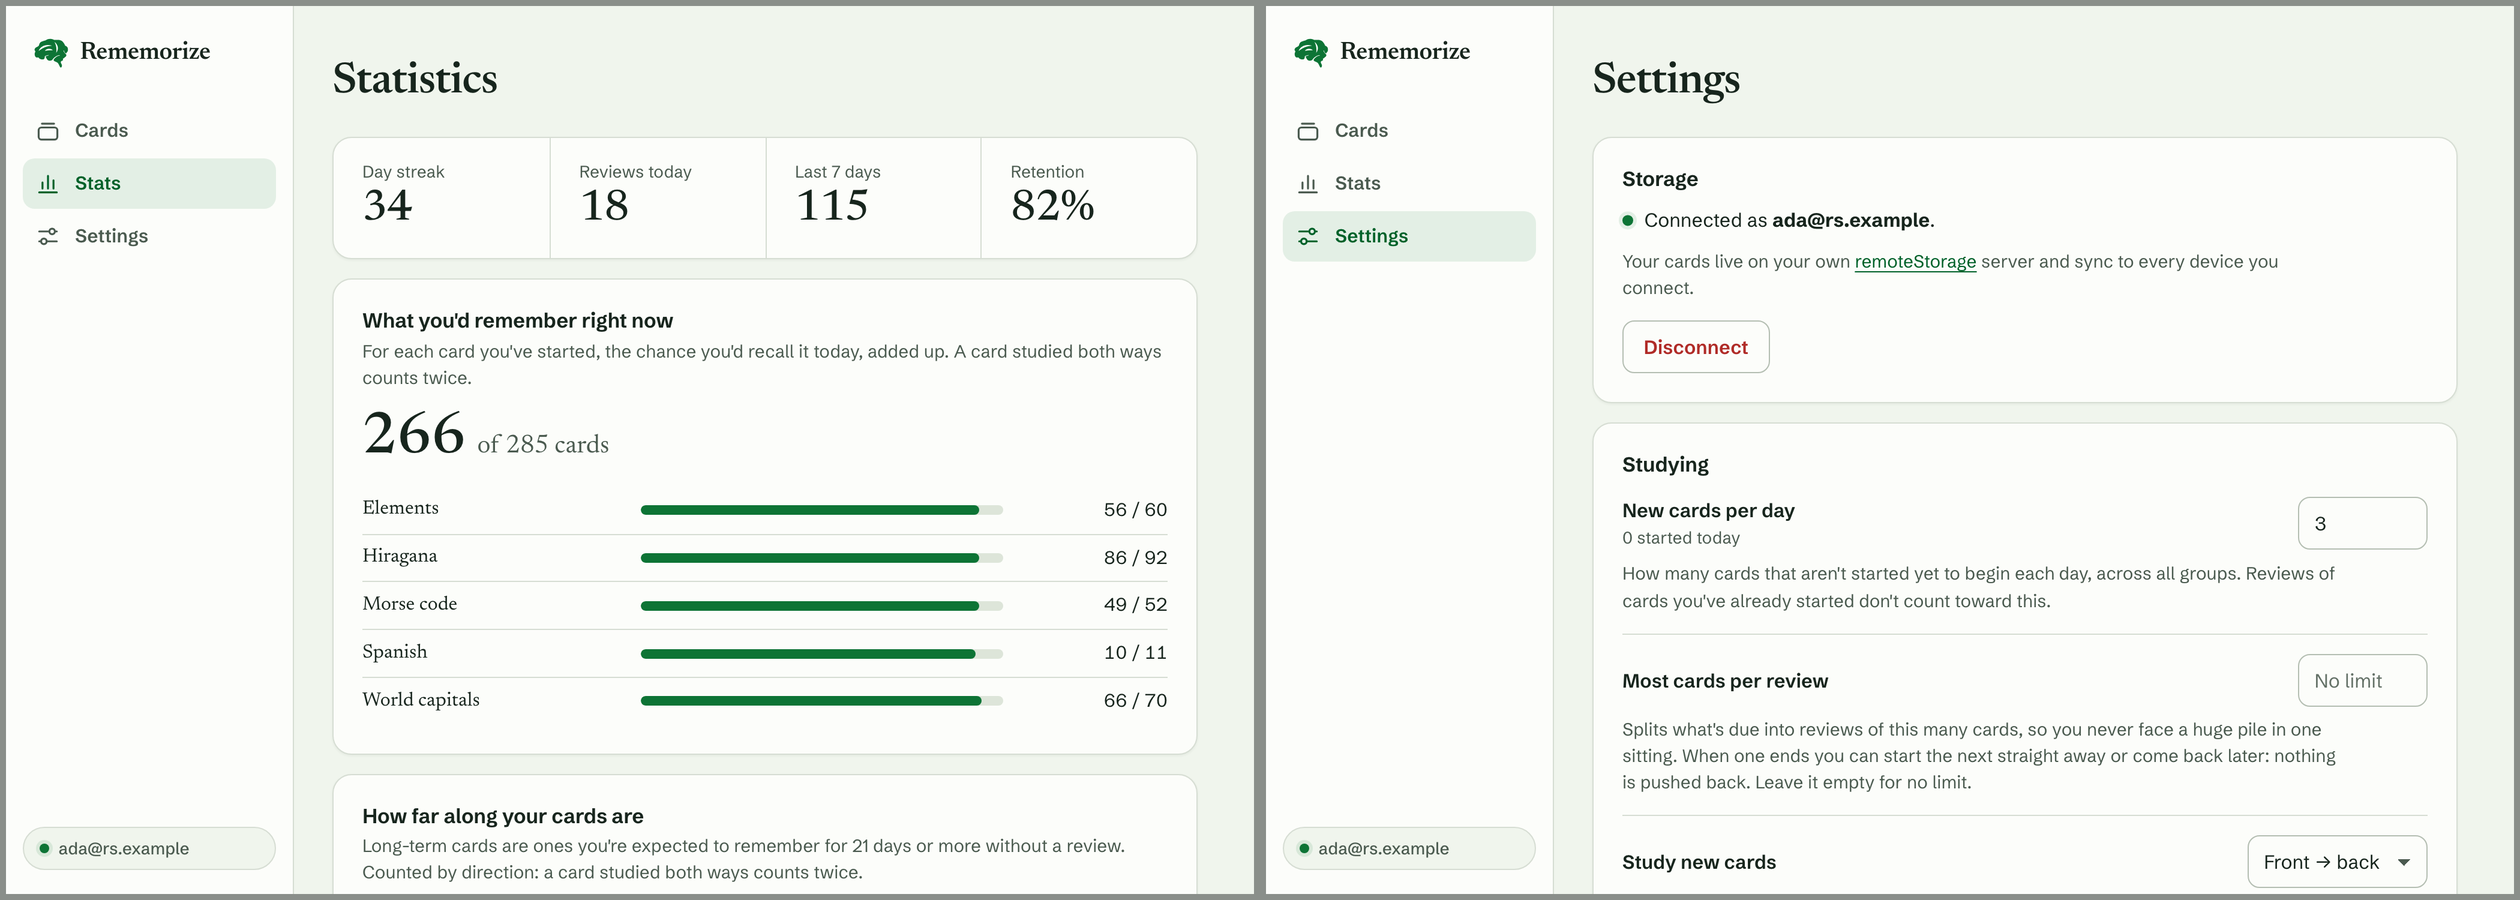 Rememorize
Cards
Stats
Settings
ada@rs.example
Statistics
Day streak
34
Reviews today
18
Last 7 days
115
Retention
82%
What you'd remember right now
For each card you've started, the chance you'd recall it today, added up. A card studied both ways
counts twice.
266 of 285 cards
Elements 56 / 60
Hiragana 86 / 92
Morse code 49 / 52
Spanish 10 / 11
World capitals 66 / 70
How far along your cards are
Long-term cards are ones you're expected to remember for 21 days or more without a review.
Counted by direction: a card studied both ways counts twice.
Rememorize
Cards
Stats
Settings
ada@rs.example
Settings
Storage
Connected as ada@rs.example.
Your cards live on your own remoteStorage server and sync to every device you
connect.
Disconnect
Studying
New cards per day
0 started today
3
How many cards that aren't started yet to begin each day, across all groups. Reviews of
cards you've already started don't count toward this.
Most cards per review
No limit
Splits what's due into reviews of this many cards, so you never face a huge pile in one
sitting. When one ends you can start the next straight away or come back later: nothing
is pushed back. Leave it empty for no limit.
Study new cards
Front → back